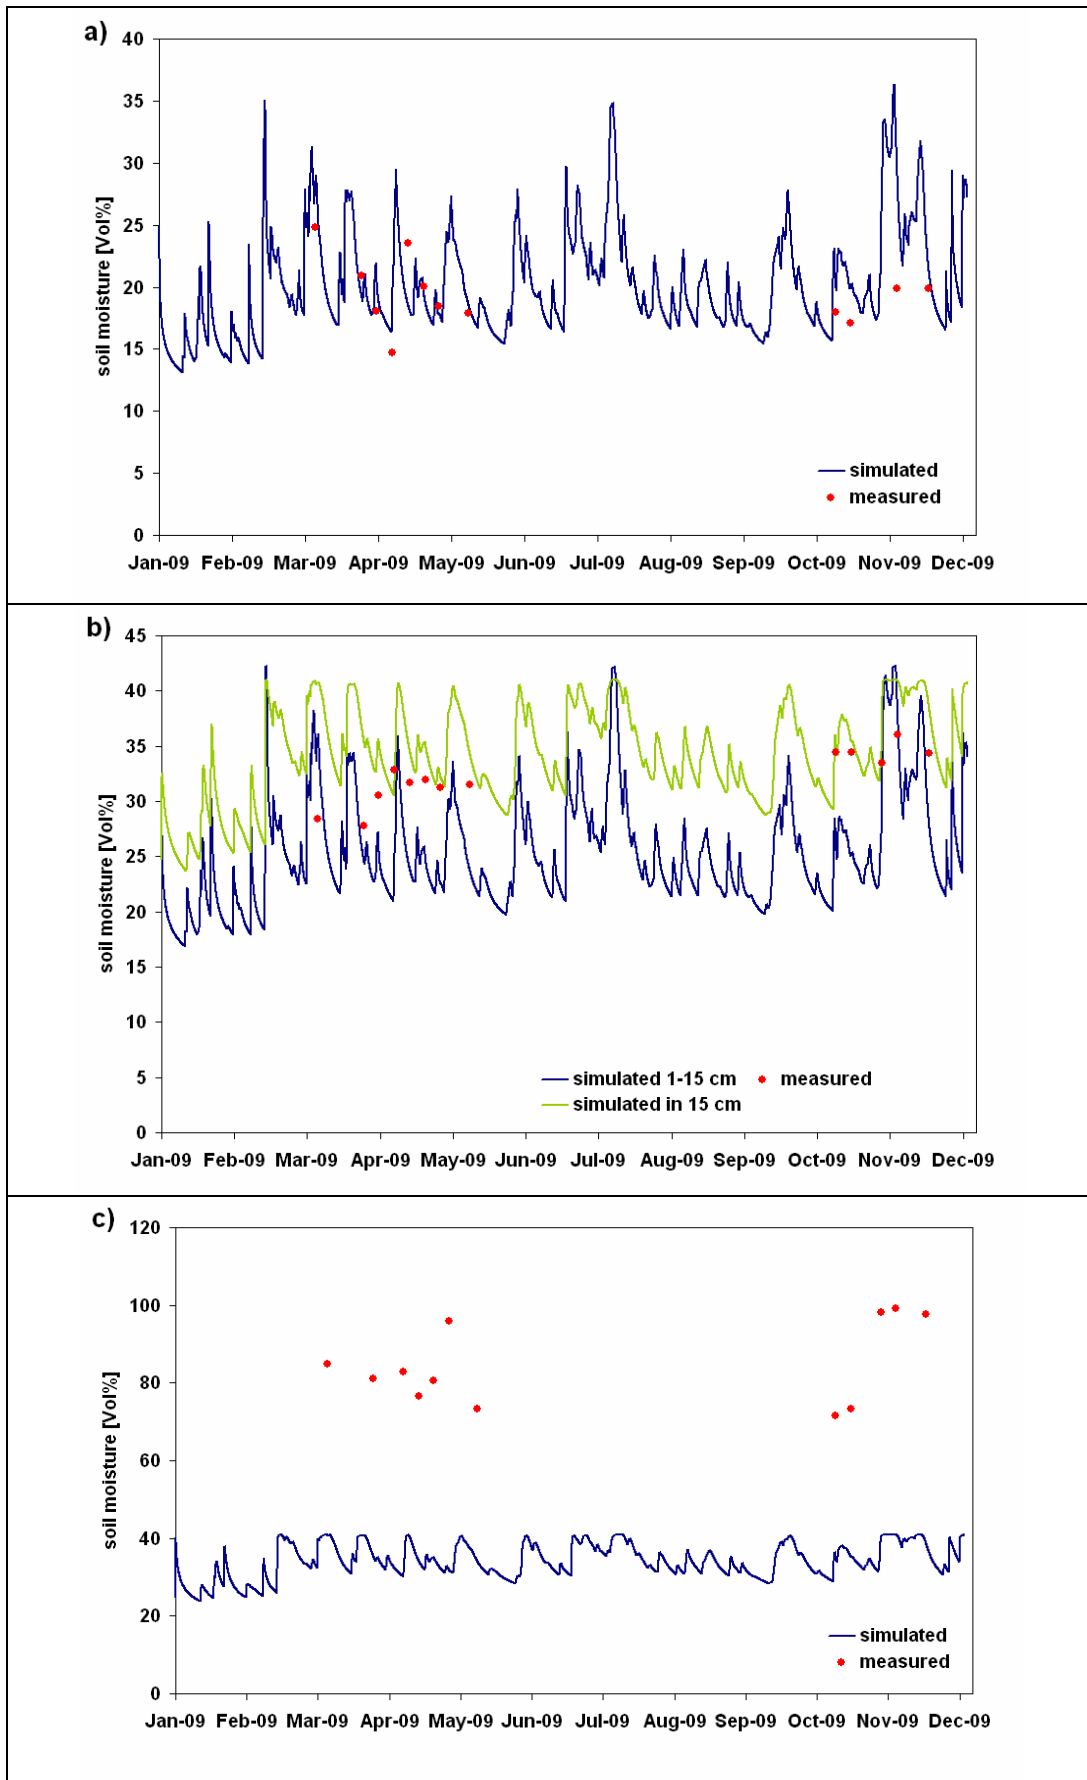 a)
40
35
30
25
20
15
10
5
0
soil moisture [Vol%]
simulated
measured
Jan-09 Feb-09 Mar-09 Apr-09 May-09 Jun-09 Jul-09 Aug-09 Sep-09 Oct-09 Nov-09 Dec-09
b)
45
40
35
30
25
20
15
10
5
0
soil moisture [Vol%]
simulated 1-15 cm measured
simulated in 15 cm
Jan-09 Feb-09 Mar-09 Apr-09 May-09 Jun-09 Jul-09 Aug-09 Sep-09 Oct-09 Nov-09 Dec-09
c)
120
100
80
60
40
20
0
soil moisture [Vol%]
simulated
measured
Jan-09 Feb-09 Mar-09 Apr-09 May-09 Jun-09 Jul-09 Aug-09 Sep-09 Oct-09 Nov-09 Dec-09